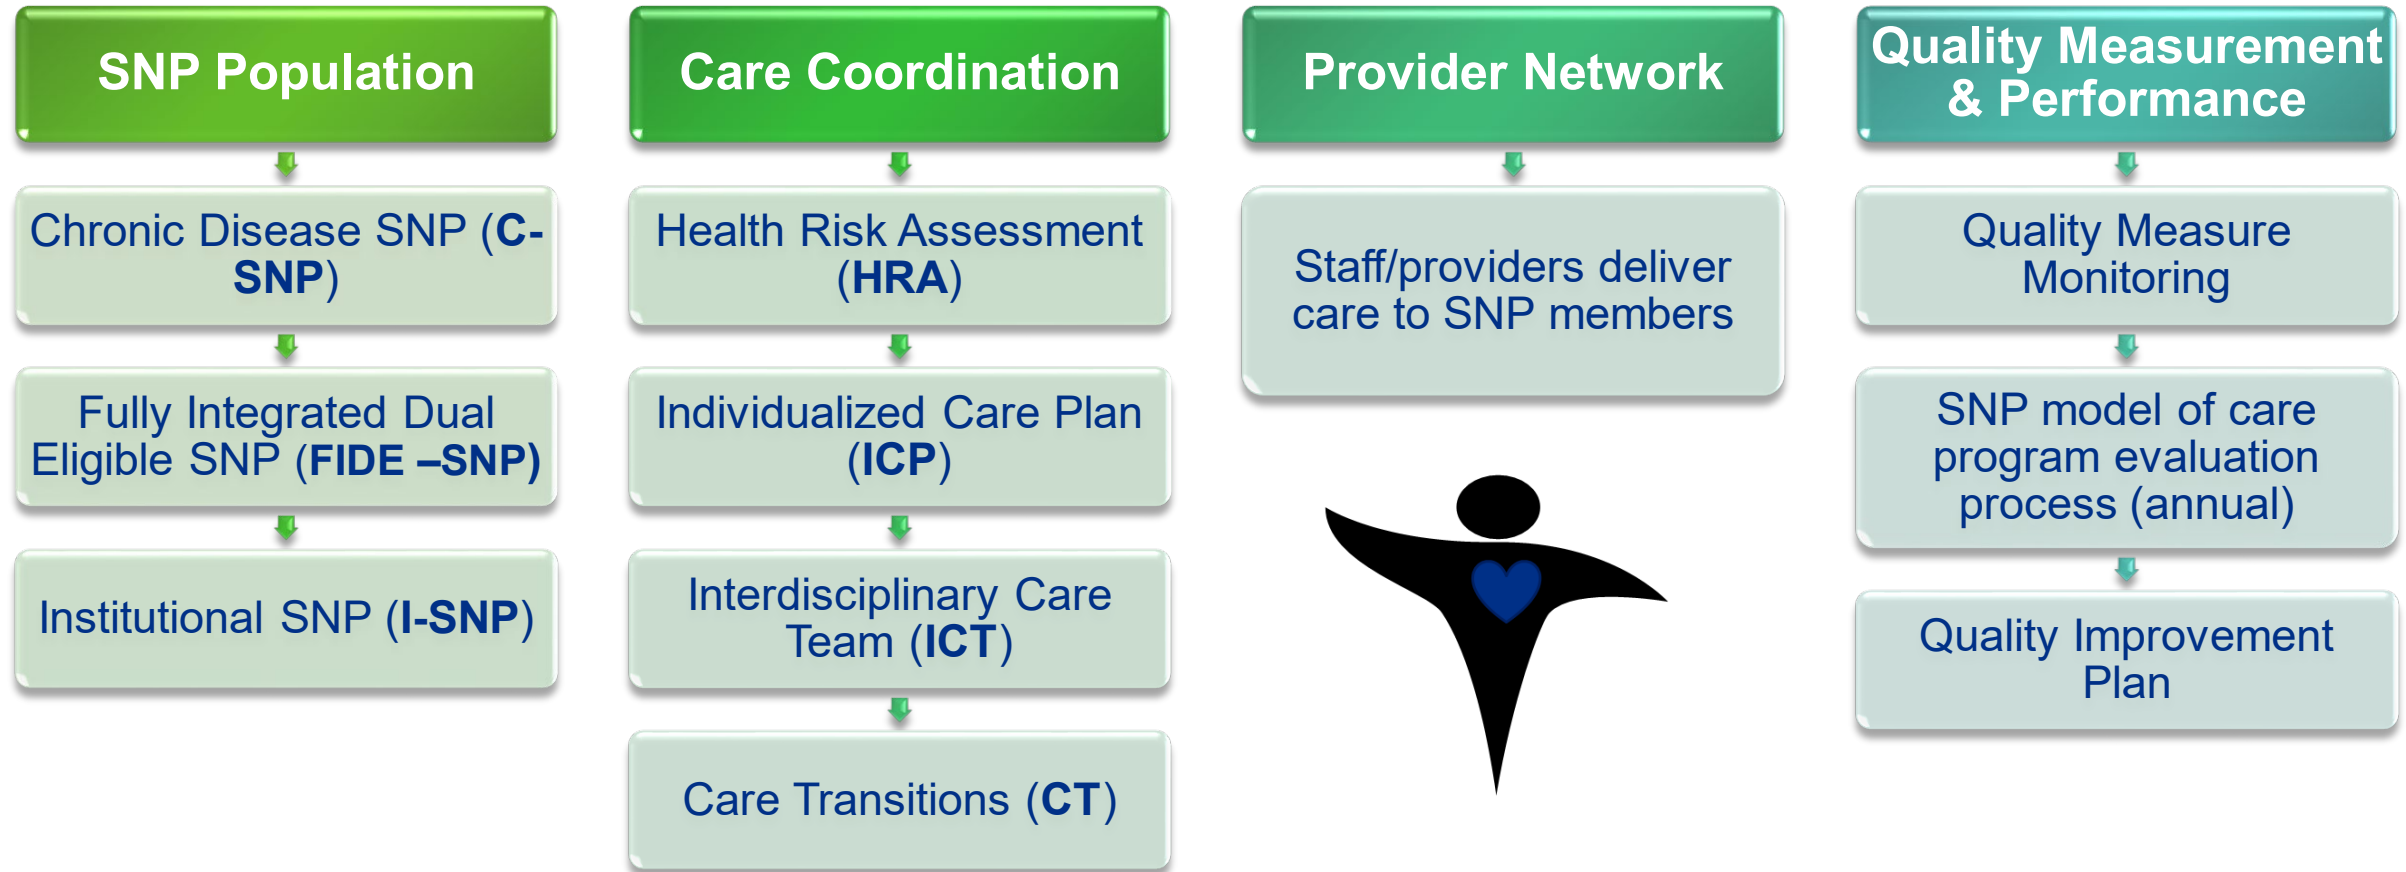 SNP Population
Chronic Disease SNP (C-
SNP)
Fully Integrated Dual
Eligible SNP (FIDE –SNP)
Institutional SNP (I-SNP)
Care Coordination
Health Risk Assessment
(HRA)
Individualized Care Plan
(ICP)
Interdisciplinary Care
Team (ICT)
Care Transitions (CT)
Provider Network
Staff/providers deliver
care to SNP members
Quality Measurement
& Performance
Quality Measure
Monitoring
SNP model of care
program evaluation
process (annual)
Quality Improvement
Plan